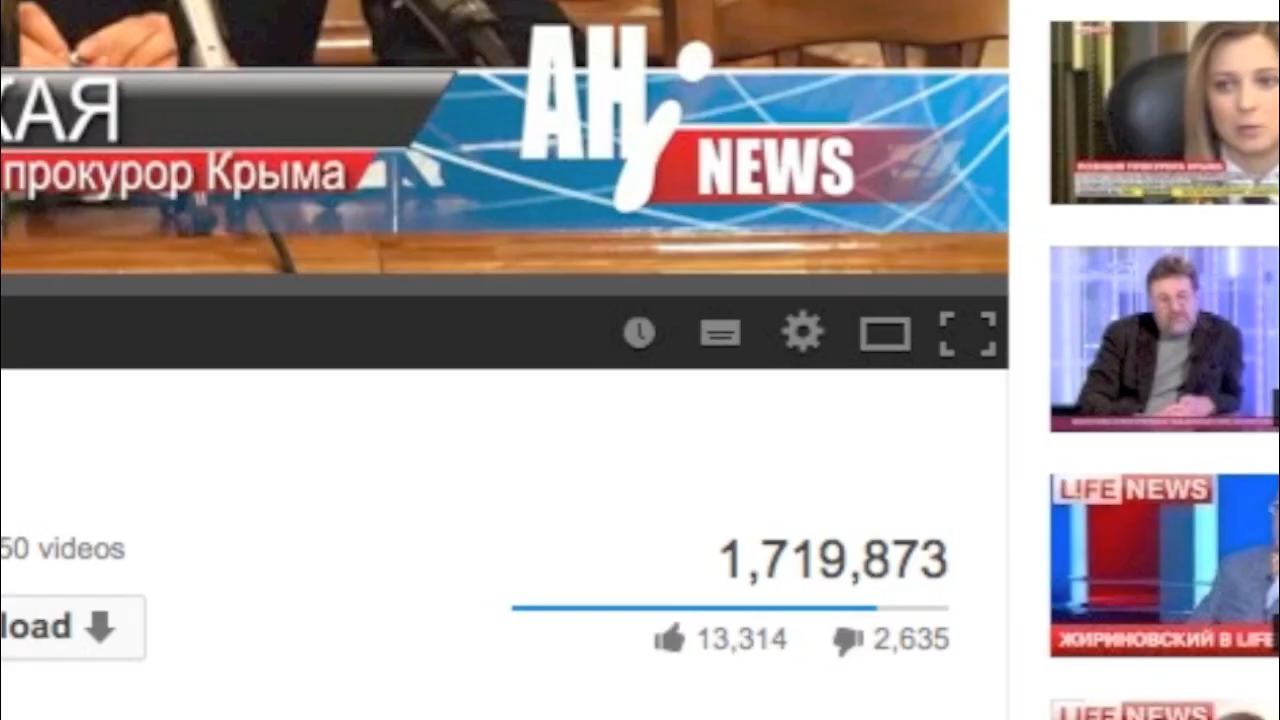 КАЯ
прокурор Крыма
АН
NEWS
50 videos
load
1,719,873
13,314 2,635
LIFE NEWS
ЖИРИНОВСКИЙ В LIFE
LIFE NEWS